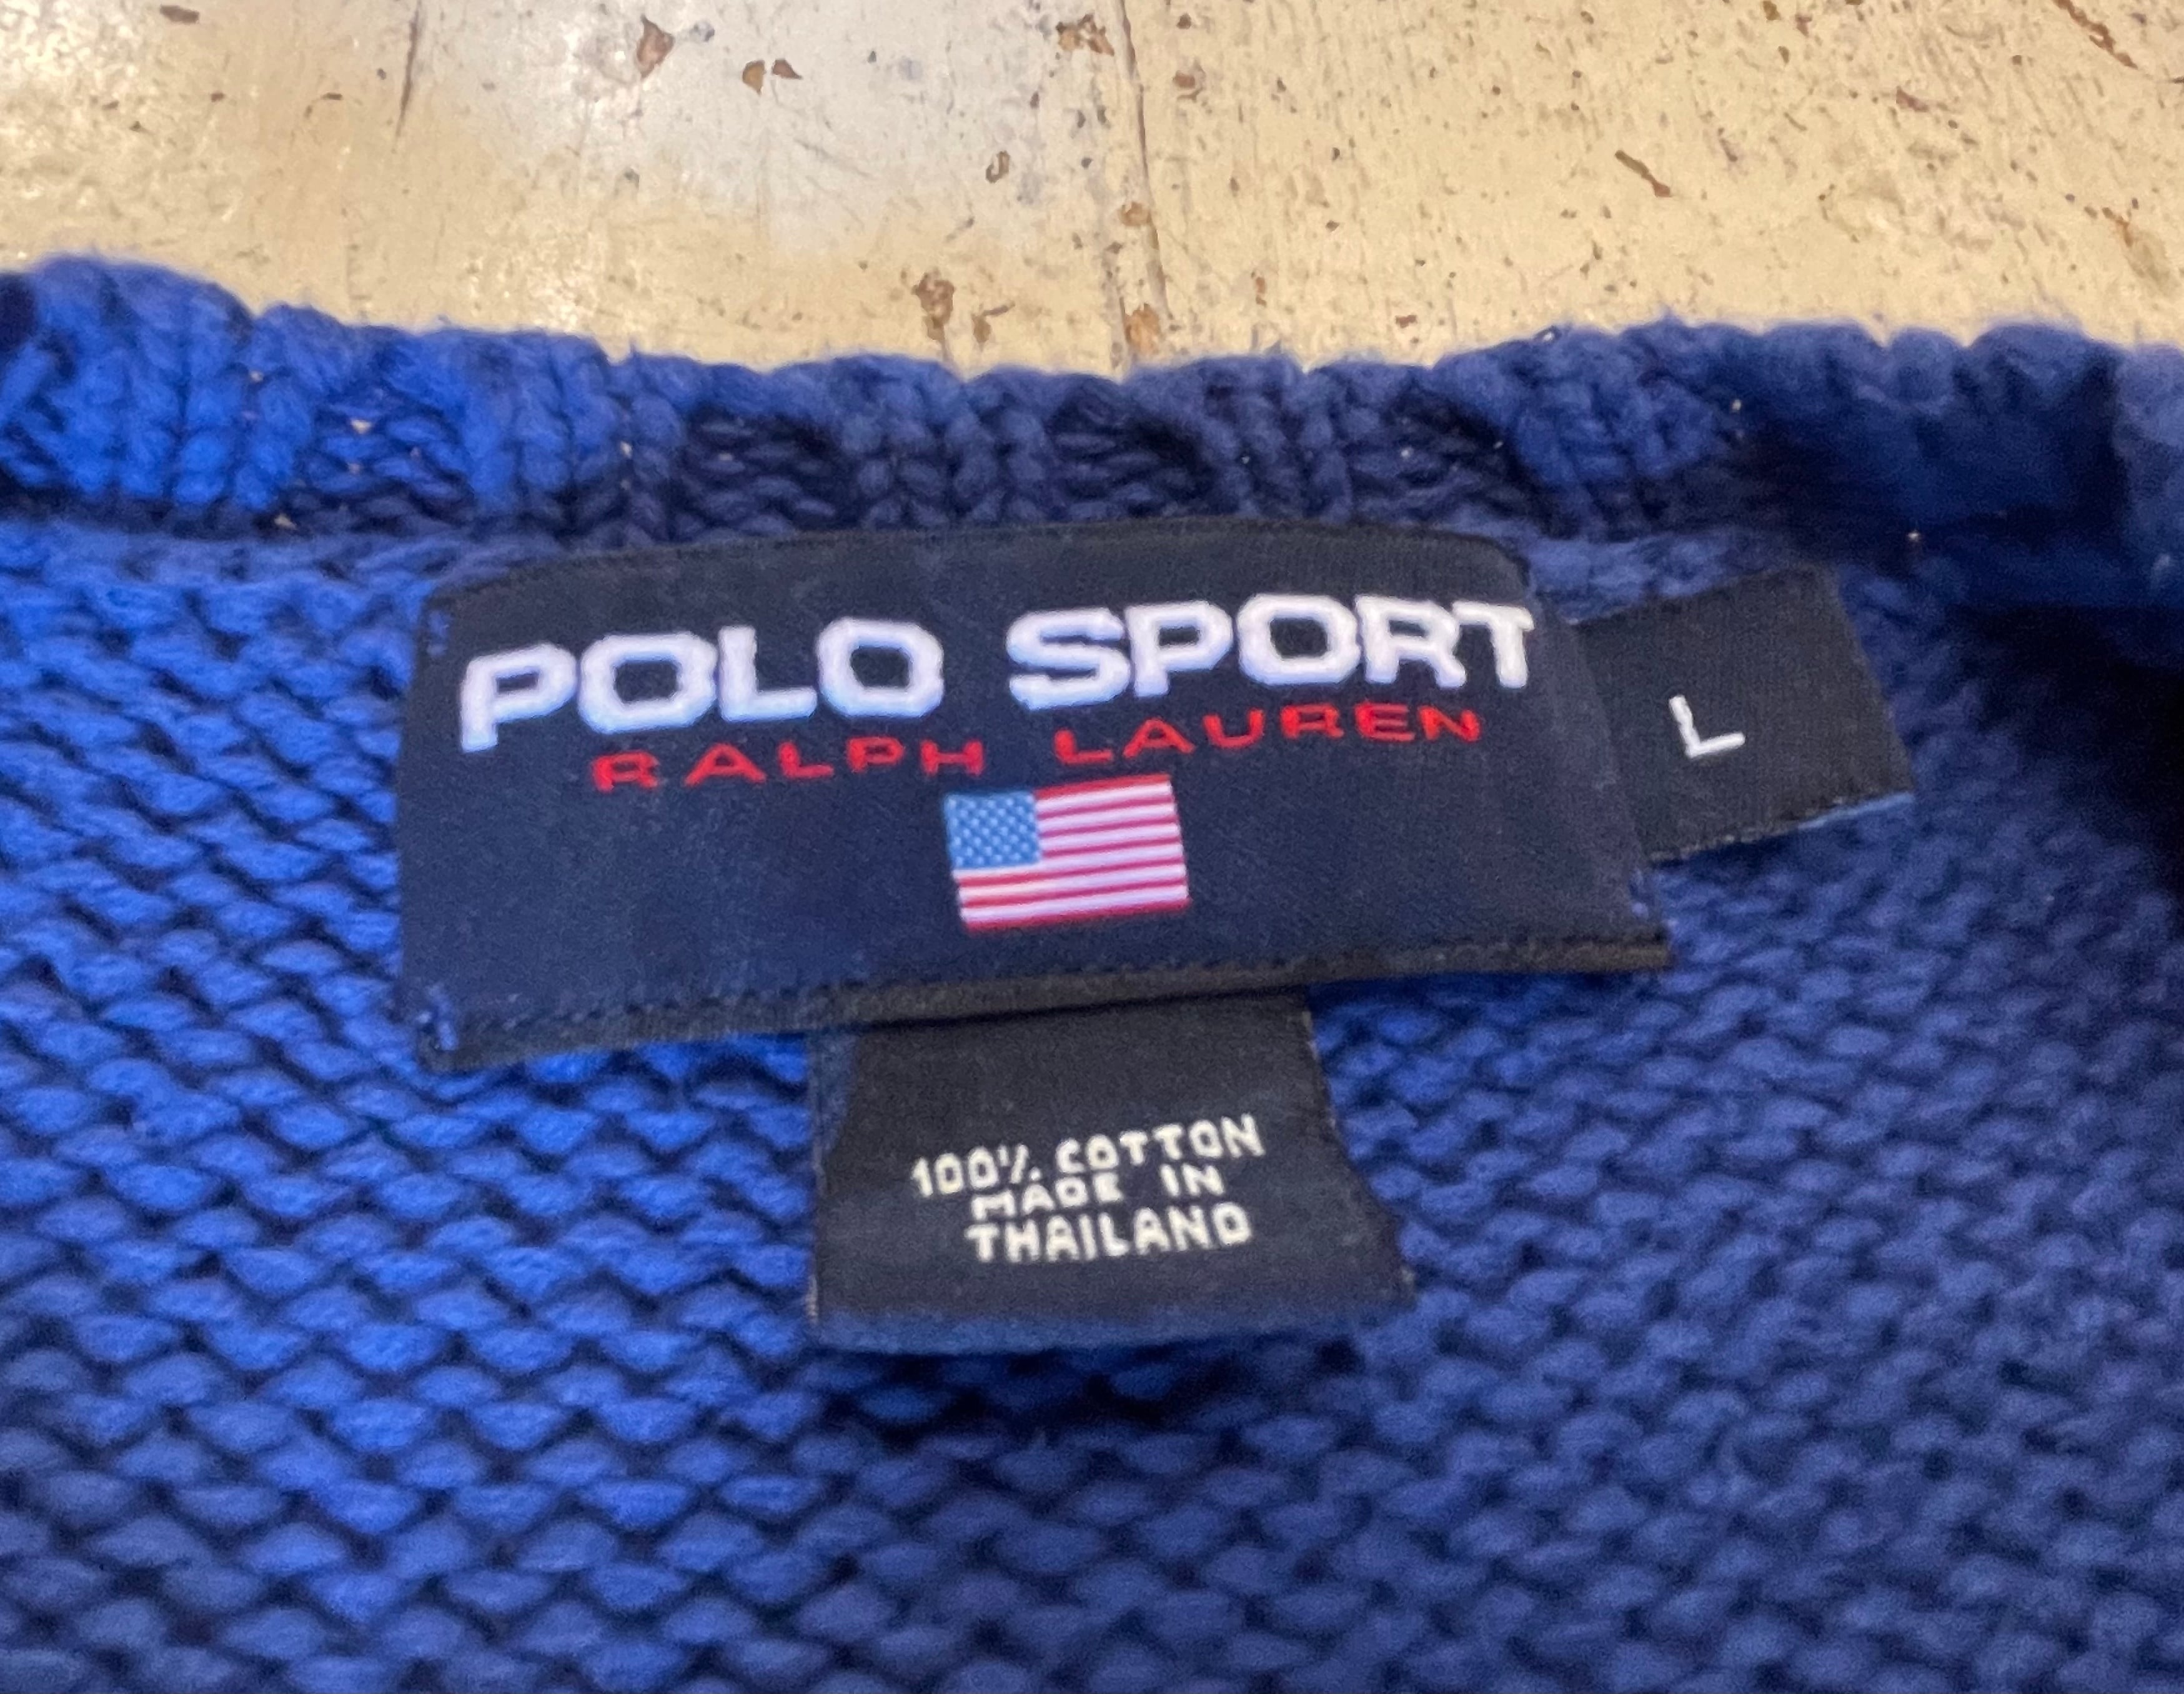 POLO SPORT
RALPH LAUREN
L
100% COTTON
MADE IN
THAILAND